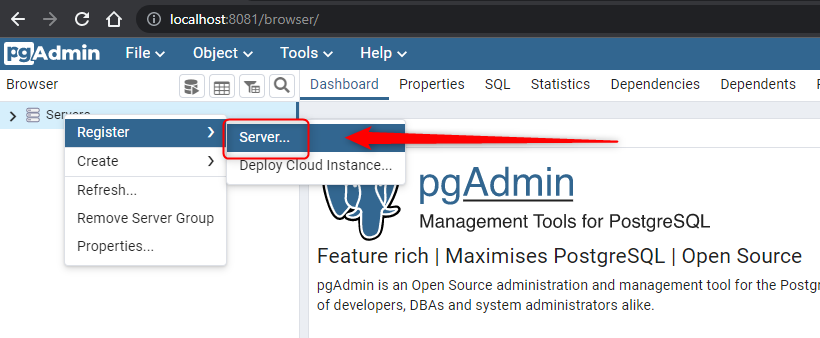 localhost:8081/browser/
pgAdmin File Object Tools Help
Browser
Dashboard Properties SQL Statistics Dependencies Dependents
Servers
Register
Server...
Create
Deploy Cloud Instance...
Refresh...
Remove Server Group
Properties...
pgAdmin
Management Tools for PostgreSQL
Feature rich | Maximises PostgreSQL | Open Source
pgAdmin is an Open Source administration and management tool for the Postg
of developers, DBAs and system administrators alike.